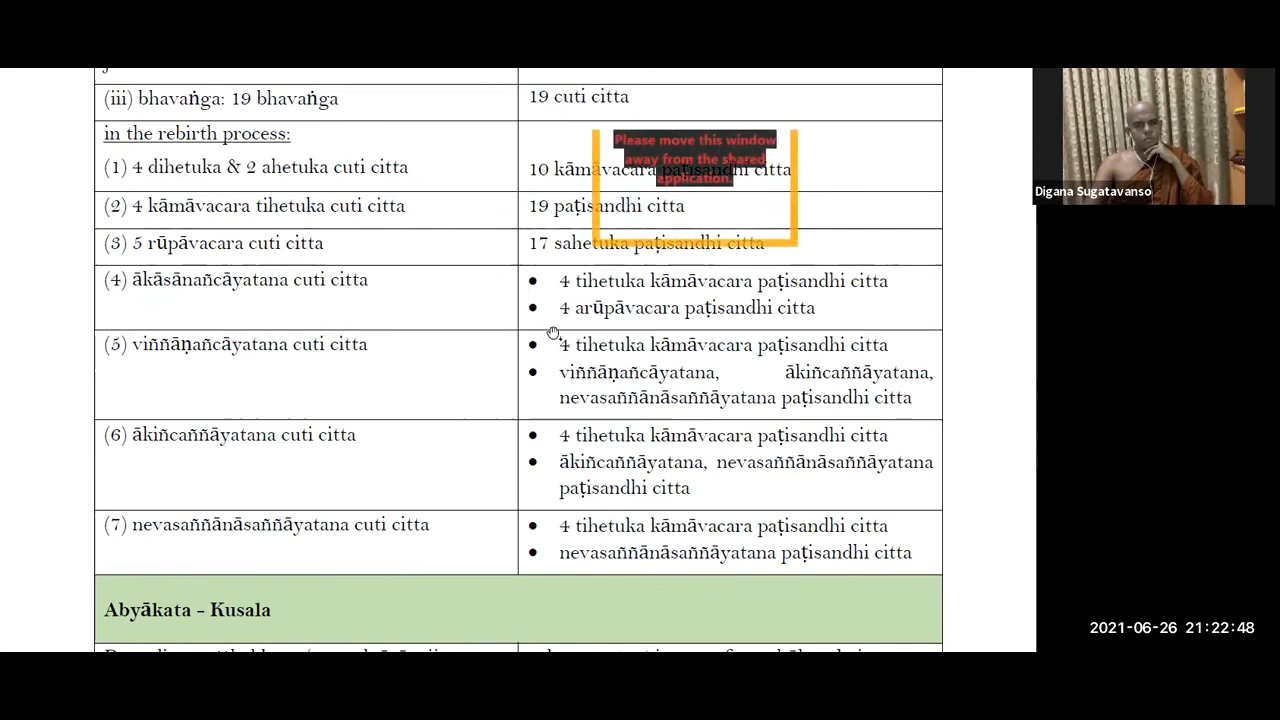 (iii) bhavaṅga: 19 bhavaṅga
19 cuti citta
in the rebirth process:
(1) 4 dihetuka & 2 ahetuka cuti citta
10 kāmāvacara paṭisandhi citta
Please move this window
away from the shared
application.
(2) 4 kāmāvacara tihetuka cuti citta
19 paṭisandhi citta
(3) 5 rūpāvacara cuti citta
17 sahetuka paṭisandhi citta
(4) ākāsānañcāyatana cuti citta
• 4 tihetuka kāmāvacara paṭisandhi citta
• 4 arūpāvacara paṭisandhi citta
(5) viññāṇañcāyatana cuti citta
• 4 tihetuka kāmāvacara paṭisandhi citta
• viññāṇañcāyatana, ākiñcaññāyatana,
nevasaññānāsaññāyatana paṭisandhi citta
(6) ākiñcaññāyatana cuti citta
• 4 tihetuka kāmāvacara paṭisandhi citta
• ākiñcaññāyatana, nevasaññānāsaññāyatana
paṭisandhi citta
(7) nevasaññānāsaññāyatana cuti citta
• 4 tihetuka kāmāvacara paṭisandhi citta
• nevasaññānāsaññāyatana paṭisandhi citta
Abyākata – Kusala
Digana Sugatavanso
2021-06-26 21:22:48